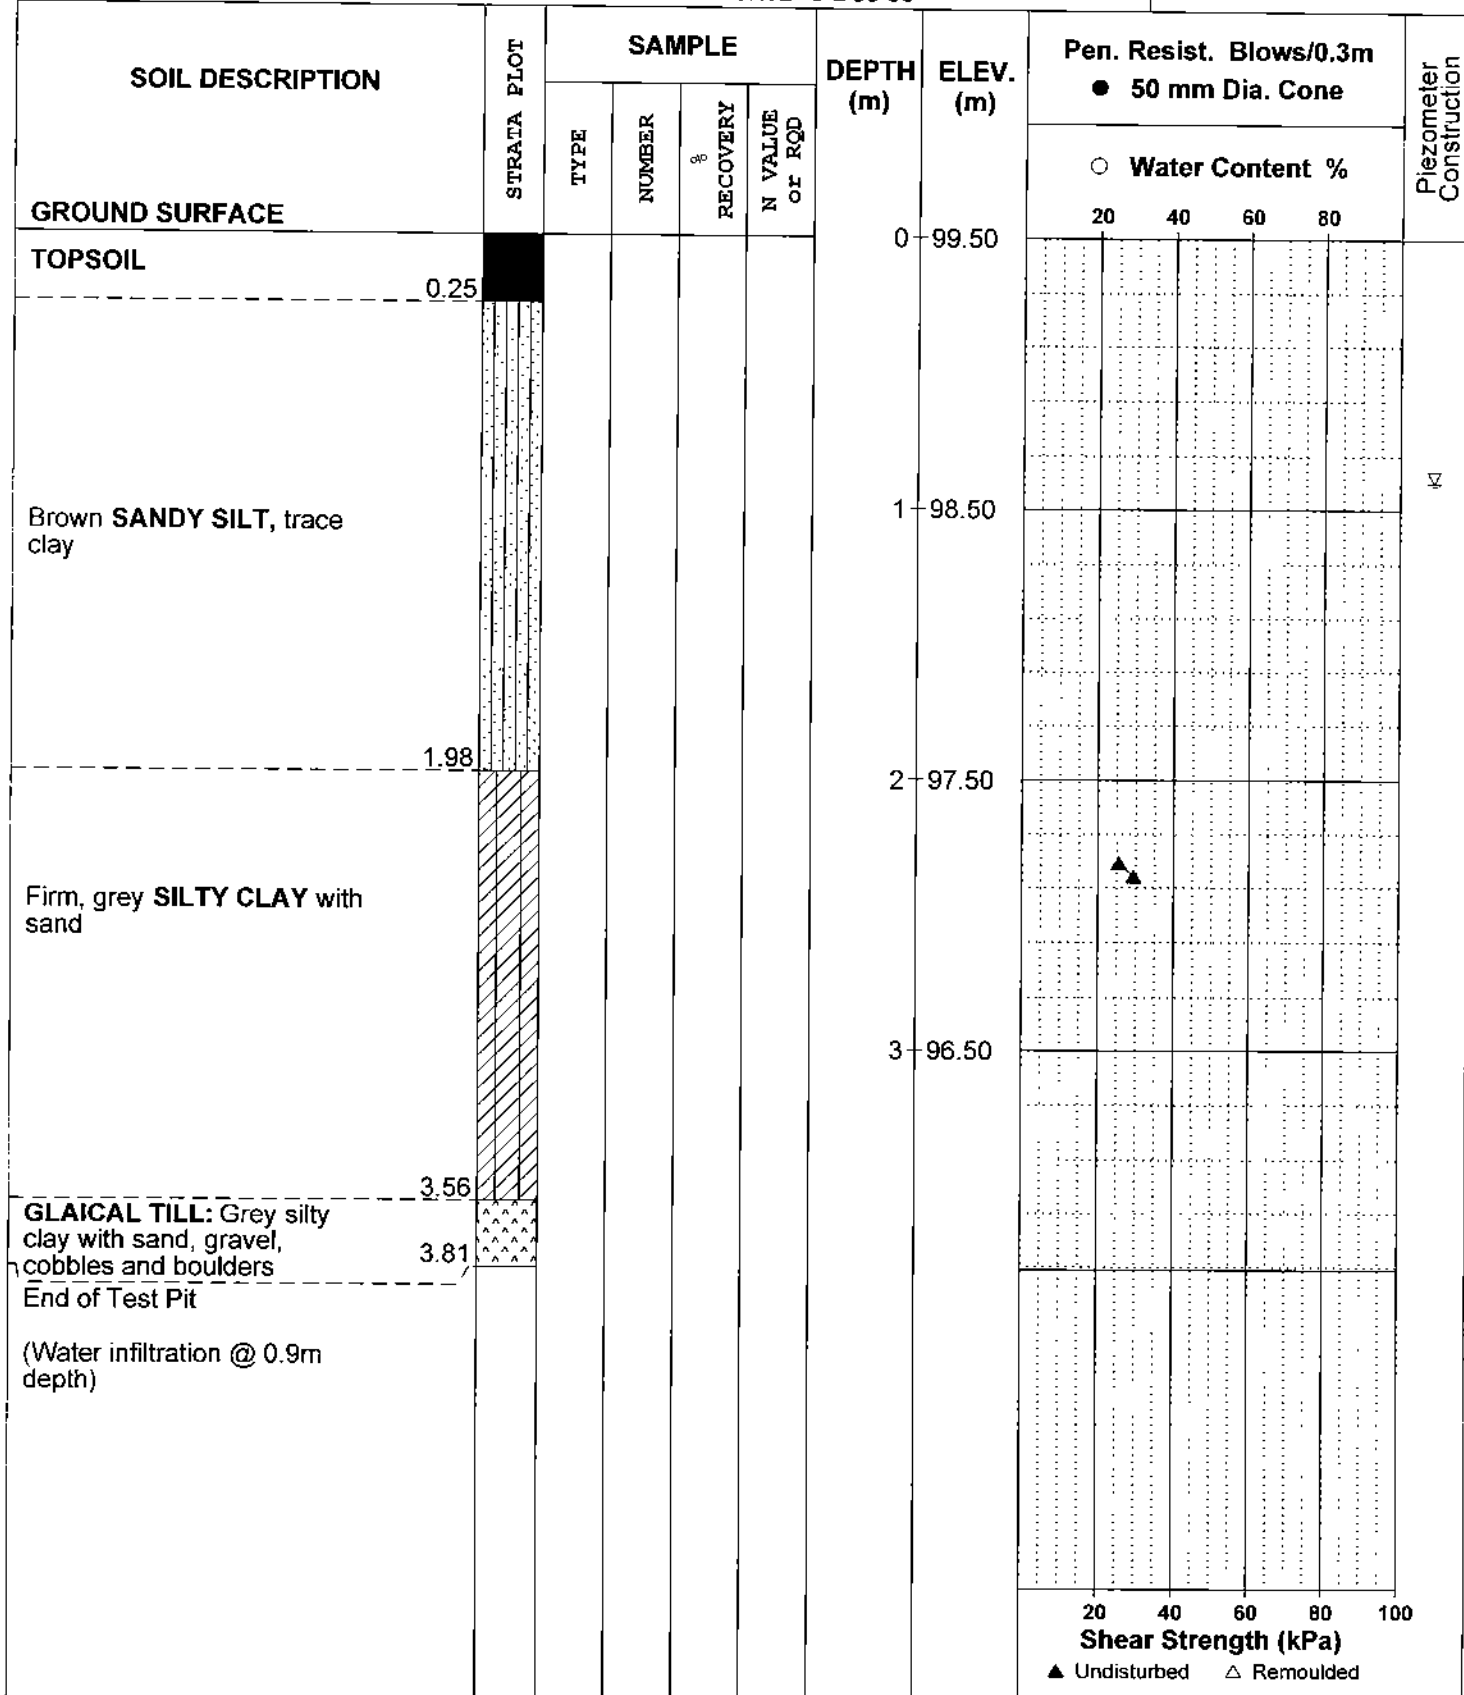 SOIL DESCRIPTION
GROUND SURFACE
STRATA PLOT
SAMPLE
TYPE
NUMBER
% RECOVERY
N VALUE
or RQD
DEPTH
(m)
ELEV.
(m)
Pen. Resist. Blows/0.3m
● 50 mm Dia. Cone
○ Water Content %
20 40 60 80
Piezometer
Construction
0 99.50
TOPSOIL
0.25
1 98.50
Brown SANDY SILT, trace
clay
1.98
2 97.50
Firm, grey SILTY CLAY with
sand
3 96.50
3.56
GLAICAL TILL: Grey silty
clay with sand, gravel,
cobbles and boulders
3.81
End of Test Pit
(Water infiltration @ 0.9m
depth)
20 40 60 80 100
Shear Strength (kPa)
▲ Undisturbed △ Remoulded